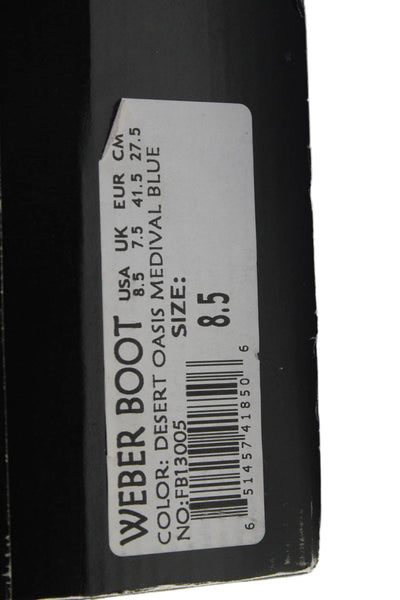 WEBER BOOT
USA UK EUR CM
8.5 7.5 41.5 27.5
COLOR: DESERT OASIS MEDIVAL BLUE
NO:FB13005
SIZE:
8.5
6 51457 41850 6